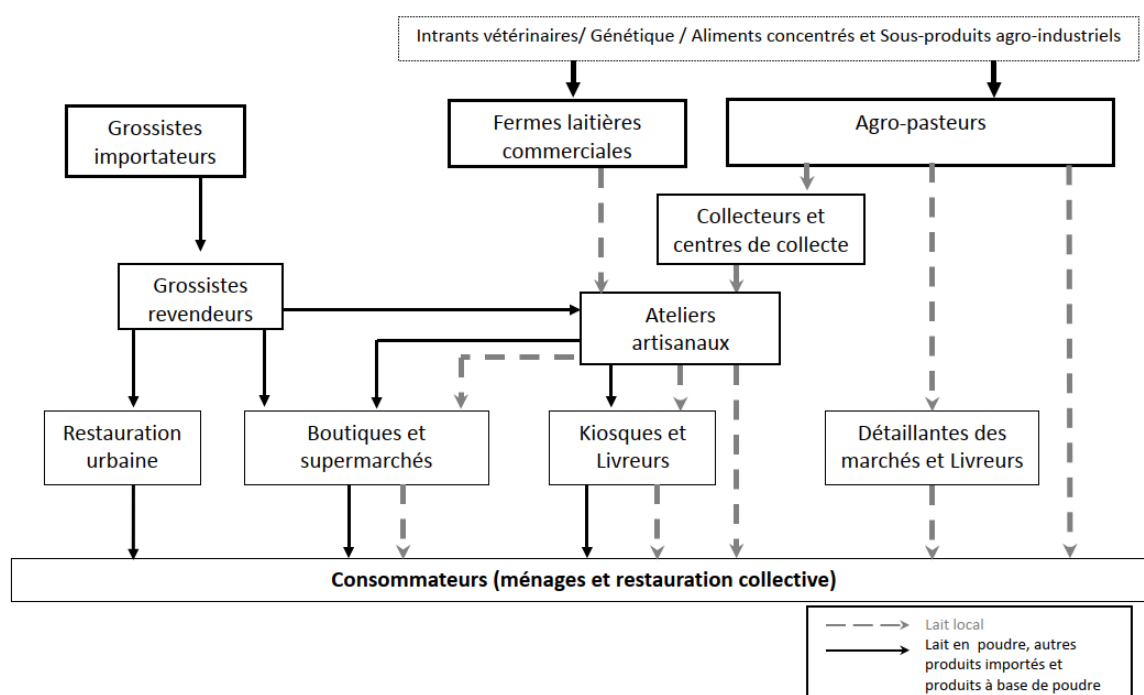 Intrants vétérinaires/ Génétique / Aliments concentrés et Sous-produits agro-industriels
Grossistes
importateurs
Fermes laitières
commerciales
Agro-pasteurs
Collecteurs et
centres de collecte
Grossistes
revendeurs
Ateliers
artisanaux
Restauration
urbaine
Boutiques et
supermarchés
Kiosques et
Livreurs
Détaillantes des
marchés et Livreurs
Consommateurs (ménages et restauration collective)
Lait local
Lait en poudre, autres
produits importés et
produits à base de poudre